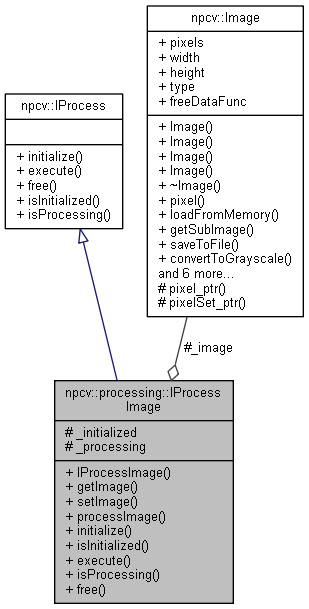 npcv::Image
+ pixels
+ width
+ height
+ type
+ freeDataFunc
+ Image()
+ Image()
+ Image()
+ Image()
+ ~Image()
+ pixel()
+ loadFromMemory()
+ getSubImage()
+ saveToFile()
+ convertToGrayscale()
and 6 more...
# pixel_ptr()
# pixelSet_ptr()
npcv::IProcess
+ initialize()
+ execute()
+ free()
+ isInitialized()
+ isProcessing()
#_image
npcv::processing::IProcess
Image
# _initialized
# _processing
+ IProcessImage()
+ getImage()
+ setImage()
+ processImage()
+ initialize()
+ isInitialized()
+ execute()
+ isProcessing()
+ free()